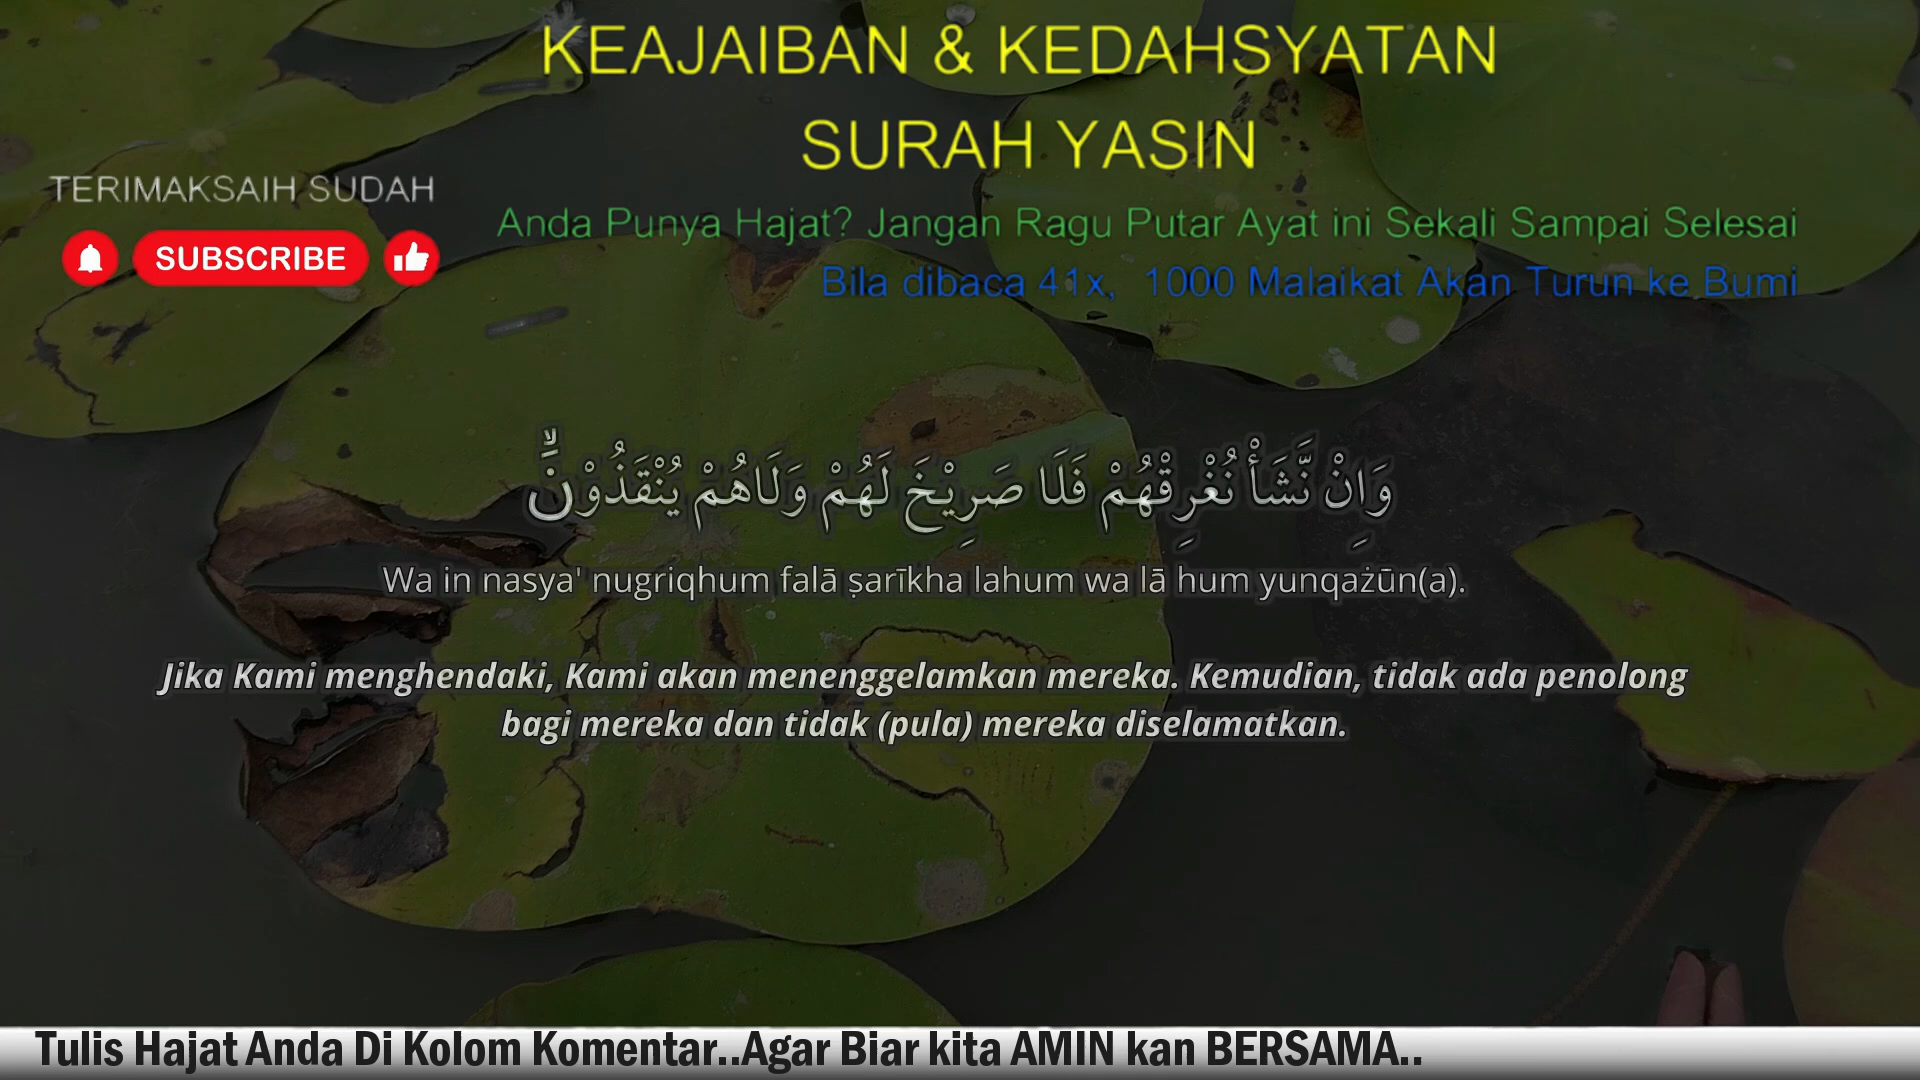 KEAJAIBAN & KEDAHSYATAN
SURAH YASIN
TERIMAKSAIH SUDAH
SUBSCRIBE
Anda Punya Hajat? Jangan Ragu Putar Ayat ini Sekali Sampai Selesai
Bila dibaca 41x, 1000 Malaikat Akan Turun ke Bumi
وَاِنْ نَّشَأْ نُغْرِقْهُمْ فَلَا صَرِيْخَ لَهُمْ وَلَاهُمْ يُنْقَذُوْنَۙ
Wa in nasya' nugriqhum falā ṣarīkha lahum wa lā hum yunqażūn(a).
Jika Kami menghendaki, Kami akan menenggelamkan mereka. Kemudian, tidak ada penolong
bagi mereka dan tidak (pula) mereka diselamatkan.
Tulis Hajat Anda Di Kolom Komentar..Agar Biar kita AMIN kan BERSAMA..